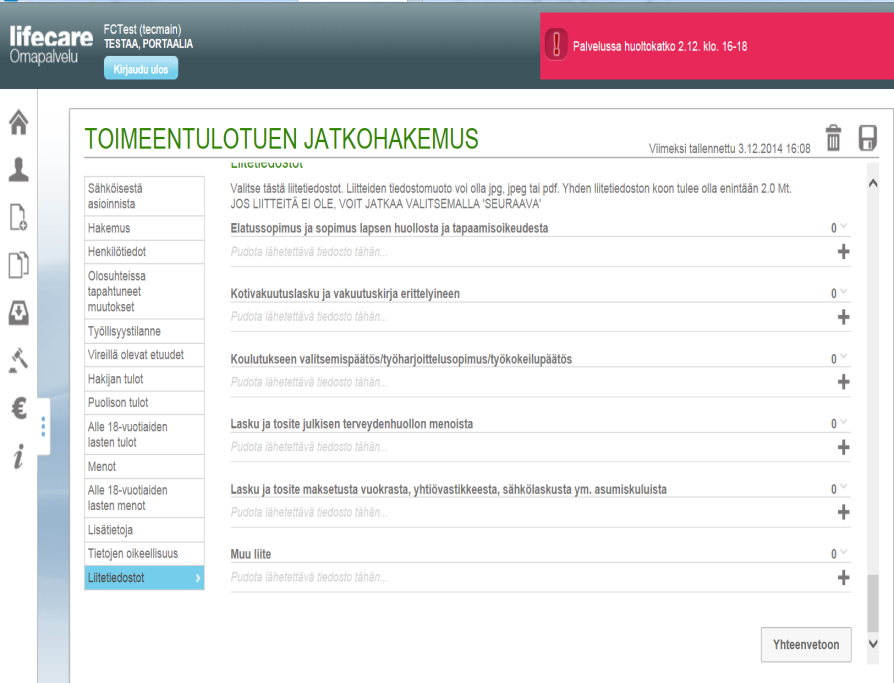 lifecare
Omapalvelu
FCTest (tecmain)
TESTAA, PORTAALIA
Kirjaudu ulos
Palvelussa huoltokatko 2.12. klo. 16-18
TOIMEENTULOTUEN JATKOHAKEMUS
Viimeksi tallennettu 3.12.2014 16:08
Sähköisestä
asioinnista
Hakemus
Henkilötiedot
Olosuhteissa
tapahtuneet
muutokset
Työllisyystilanne
Vireillä olevat etuudet
Hakijan tulot
Puolison tulot
Alle 18-vuotiaiden
lasten tulot
Menot
Alle 18-vuotiaiden
lasten menot
Lisätietoja
Tietojen oikeellisuus
Liitetiedostot
Liitetiedostot
Valitse tästä liitetiedostot. Liitteiden tiedostomuoto voi olla jpg, jpeg tai pdf. Yhden liitetiedoston koon tulee olla enintään 2.0 Mt.
JOS LIITTEITÄ EI OLE, VOIT JATKAA VALITSEMALLA 'SEURAAVA'
Elatussopimus ja sopimus lapsen huollosta ja tapaamisoikeudesta 0
Pudota lähetettävä tiedosto tähän...
Kotivakuutuslasku ja vakuutuskirja erittelyineen 0
Pudota lähetettävä tiedosto tähän...
Koulutukseen valitsemispäätös/työharjoittelusopimus/työkokeilupäätös 0
Pudota lähetettävä tiedosto tähän...
Lasku ja tosite julkisen terveydenhuollon menoista 0
Pudota lähetettävä tiedosto tähän...
Lasku ja tosite maksetusta vuokrasta, yhtiövastikkeesta, sähkölaskusta ym. asumiskuluista 0
Pudota lähetettävä tiedosto tähän...
Muu liite 0
Pudota lähetettävä tiedosto tähän...
Yhteenvetoon